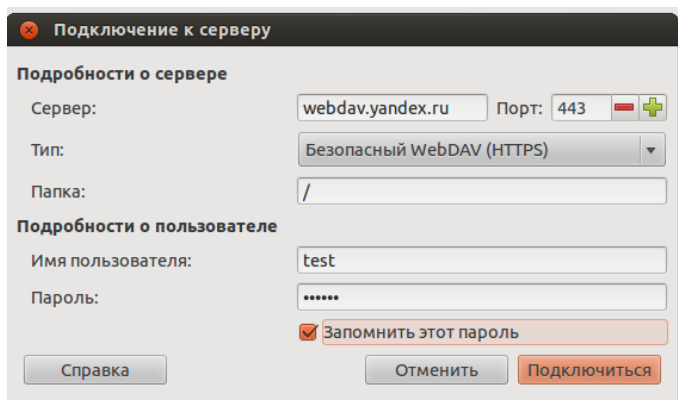 Подключение к серверу
Подробности о сервере
Сервер: webdav.yandex.ru Порт: 443
Тип: Безопасный WebDAV (HTTPS)
Папка: /
Подробности о пользователе
Имя пользователя: test
Пароль: ••••••
Запомнить этот пароль
Справка Отменить Подключиться